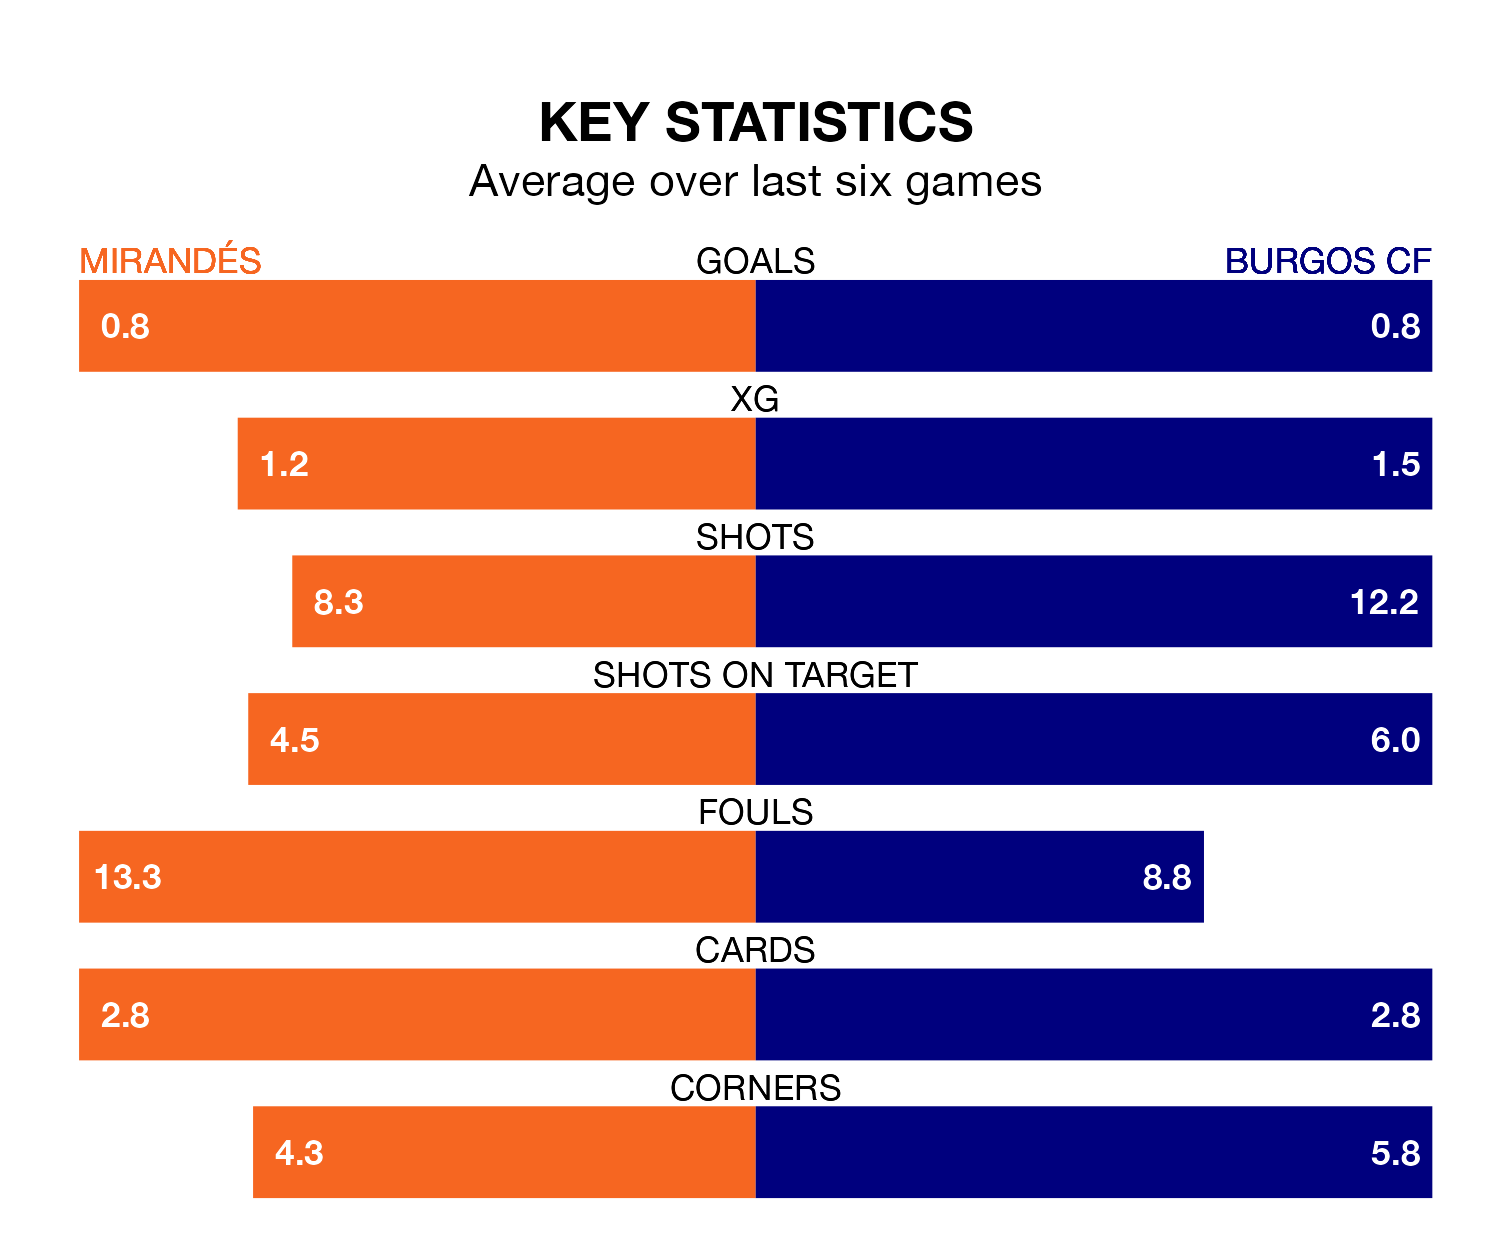 KEY STATISTICS
Average over last six games
MIRANDÉS GOALS BURGOS CF
0.8 0.8
XG
1.2 1.5
SHOTS
8.3 12.2
SHOTS ON TARGET
4.5 6.0
FOULS
13.3 8.8
CARDS
2.8 2.8
CORNERS
4.3 5.8